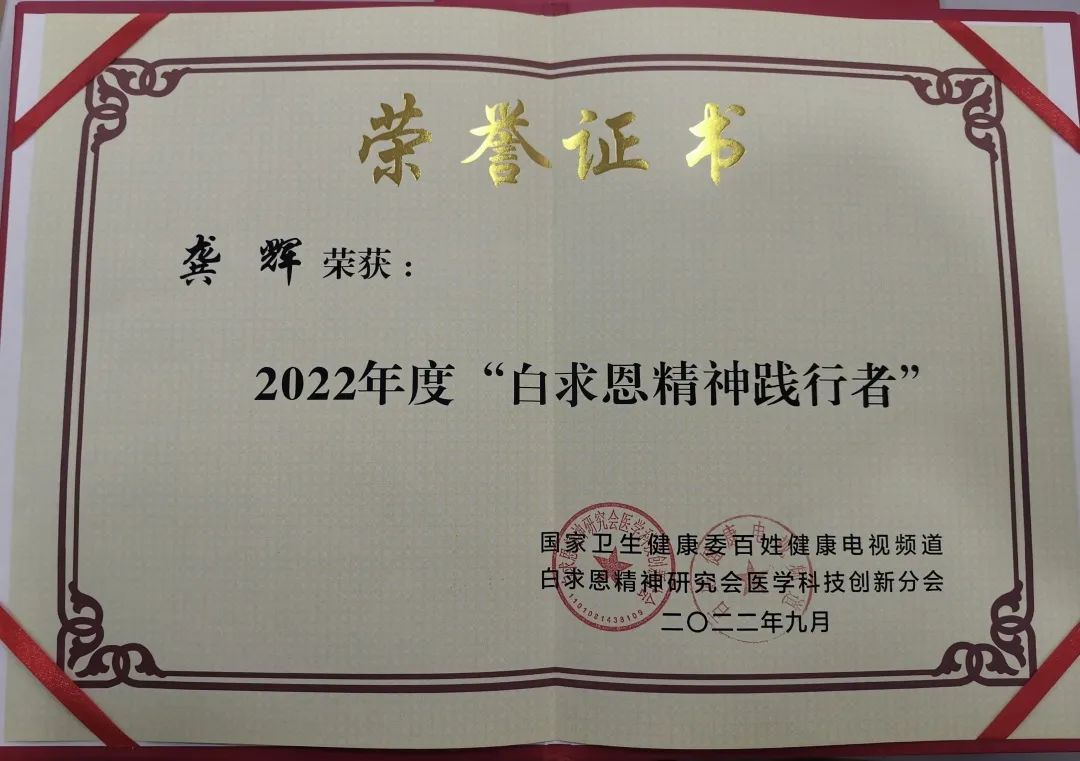 荣誉证书
龚 辉 荣获：
2022年度“白求恩精神践行者”
国家卫生健康委百姓健康电视频道
白求恩精神研究会医学科技创新分会
二〇二二年九月
1101081438109